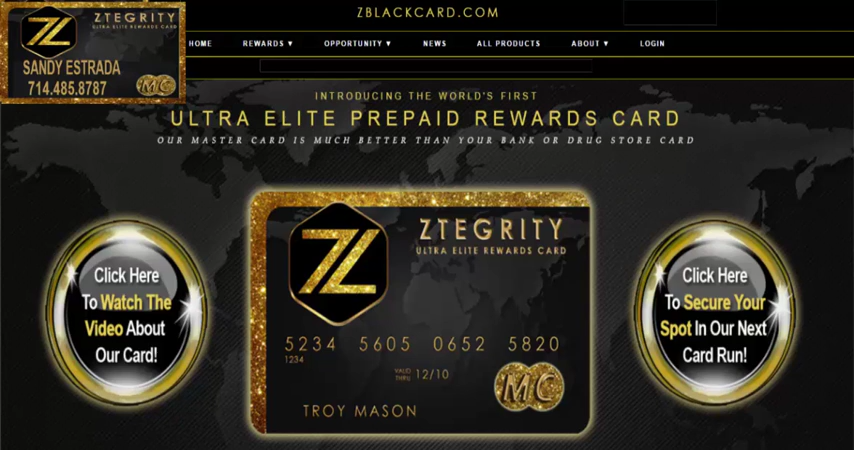 ZBLACKCARD.COM
ZTEGRITY
ULTRA ELITE REWARDS CARD
SANDY ESTRADA
714.485.8787
MC
HOME REWARDS ▼ OPPORTUNITY ▼ NEWS ALL PRODUCTS ABOUT ▼ LOGIN
INTRODUCING THE WORLD'S FIRST
ULTRA ELITE PREPAID REWARDS CARD
OUR MASTER CARD IS MUCH BETTER THAN YOUR BANK OR DRUG STORE CARD
Click Here
To Watch The
Video About
Our Card!
ZTEGRITY
ULTRA ELITE REWARDS CARD
5234 5605 0652 5820
1234
VALID
THRU 12/10
MC
TROY MASON
Click Here
To Secure Your
Spot In Our Next
Card Run!